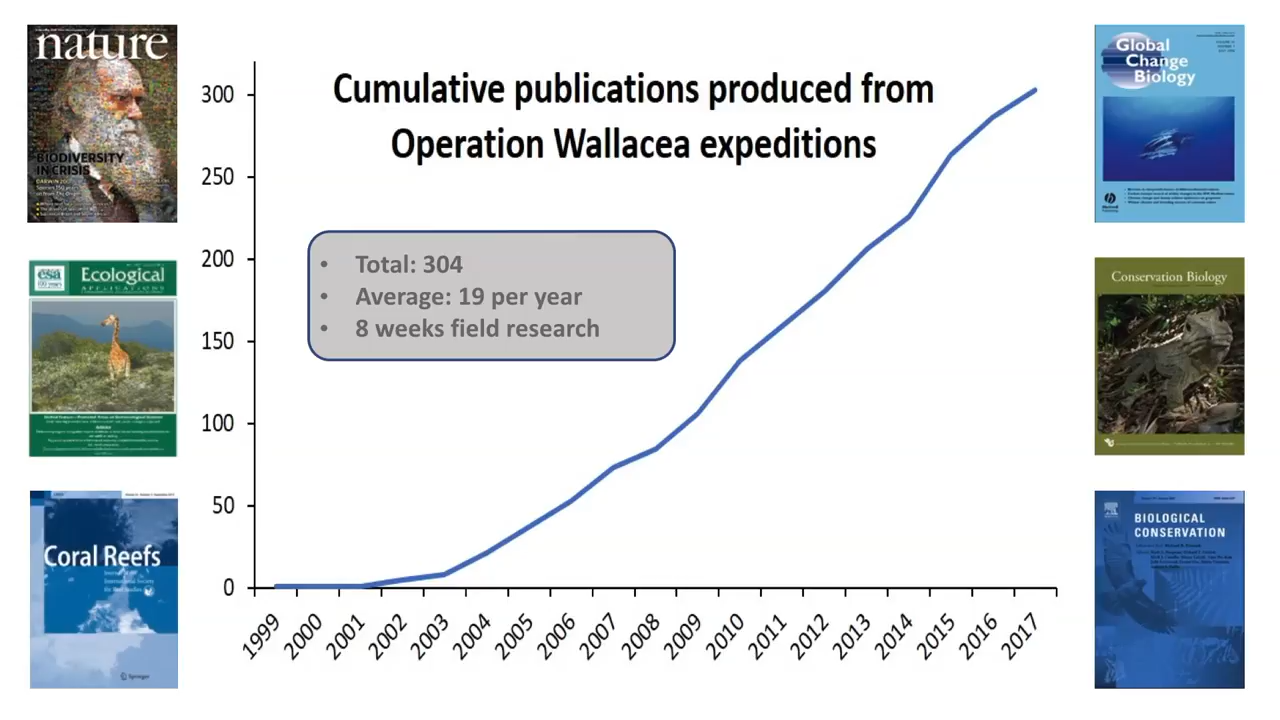 Cumulative publications produced from
Operation Wallacea expeditions
• Total: 304
• Average: 19 per year
• 8 weeks field research
300
250
200
150
100
50
0
1999
2000
2001
2002
2003
2004
2005
2006
2007
2008
2009
2010
2011
2012
2013
2014
2015
2016
2017
nature
BIODIVERSITY
IN CRISIS
esa
Ecological
APPLICATIONS
Coral Reefs
Springer
Global
Change
Biology
Conservation Biology
BIOLOGICAL
CONSERVATION